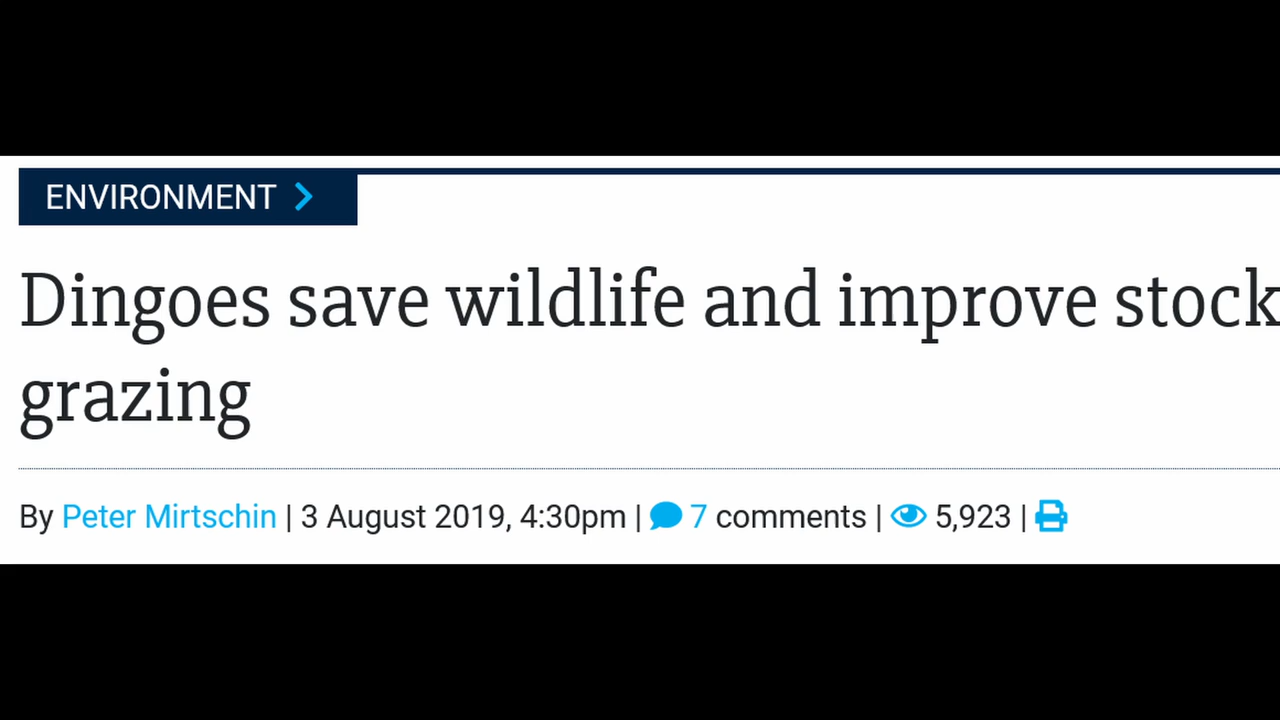 ENVIRONMENT
Dingoes save wildlife and improve stock
grazing
By Peter Mirtschin | 3 August 2019, 4:30pm | 7 comments | 5,923 |